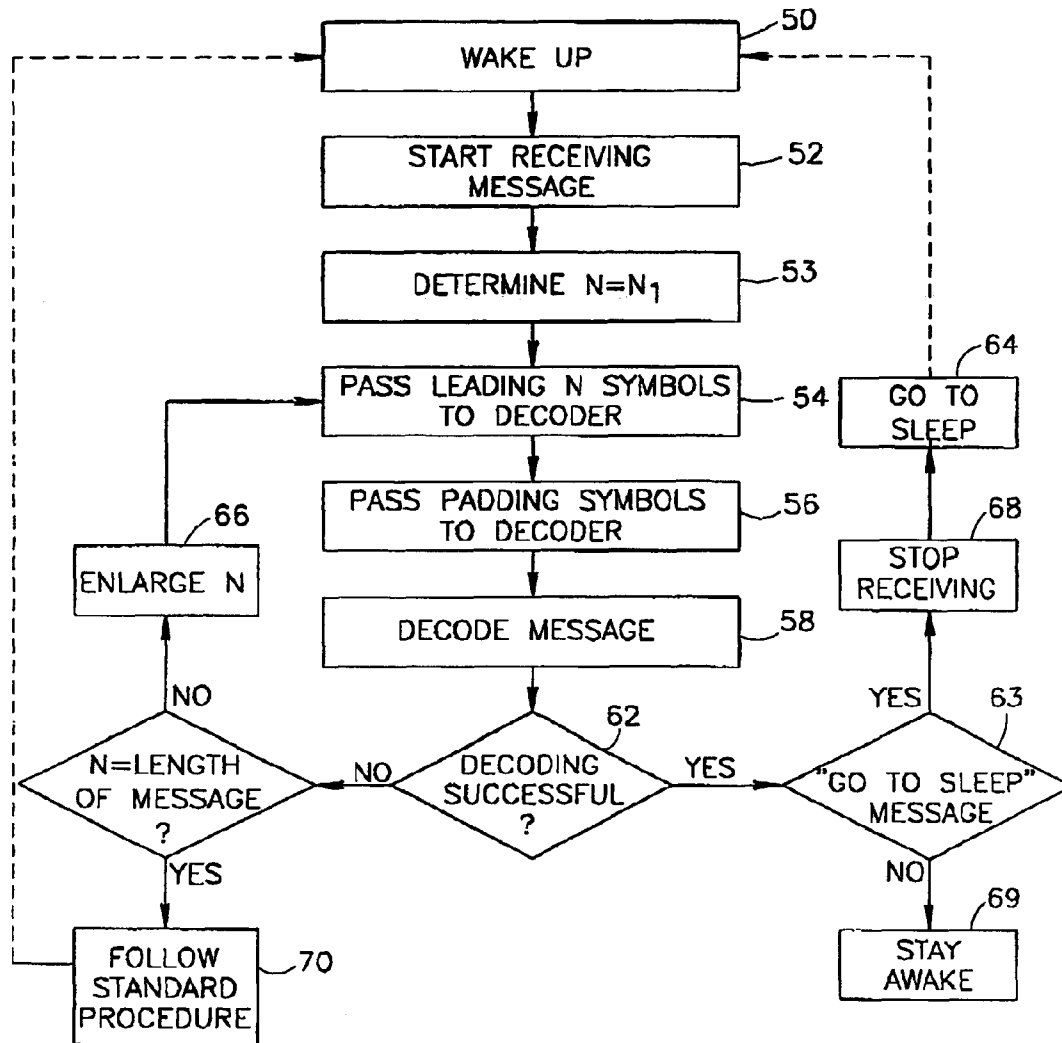 50
WAKE UP
START RECEIVING
MESSAGE
52
DETERMINE N=N1
53
PASS LEADING N SYMBOLS
TO DECODER
54
64
GO TO
SLEEP
PASS PADDING SYMBOLS
TO DECODER
56
66
ENLARGE N
68
STOP
RECEIVING
DECODE MESSAGE
58
NO
YES
62
63
N=LENGTH
OF MESSAGE
?
NO
DECODING
SUCCESSFUL
?
YES
"GO TO SLEEP"
MESSAGE
YES
NO
FOLLOW
STANDARD
PROCEDURE
70
69
STAY
AWAKE